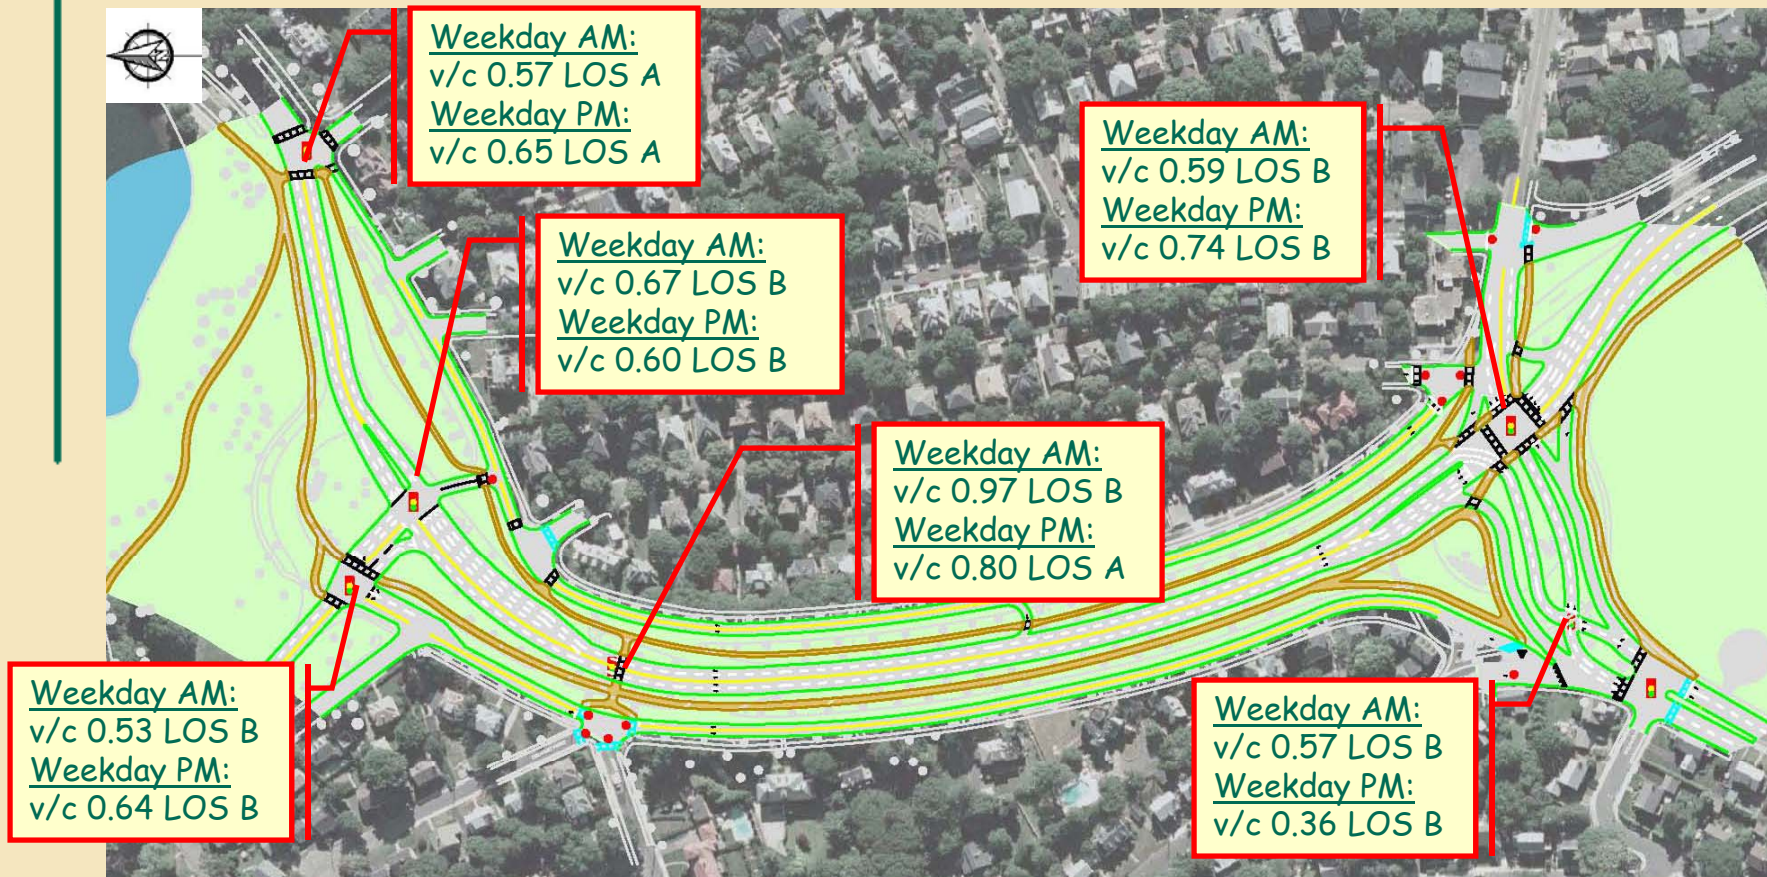 Weekday AM:
v/c 0.57 LOS A
Weekday PM:
v/c 0.65 LOS A
Weekday AM:
v/c 0.59 LOS B
Weekday PM:
v/c 0.74 LOS B
Weekday AM:
v/c 0.67 LOS B
Weekday PM:
v/c 0.60 LOS B
Weekday AM:
v/c 0.97 LOS B
Weekday PM:
v/c 0.80 LOS A
Weekday AM:
v/c 0.53 LOS B
Weekday PM:
v/c 0.64 LOS B
Weekday AM:
v/c 0.57 LOS B
Weekday PM:
v/c 0.36 LOS B